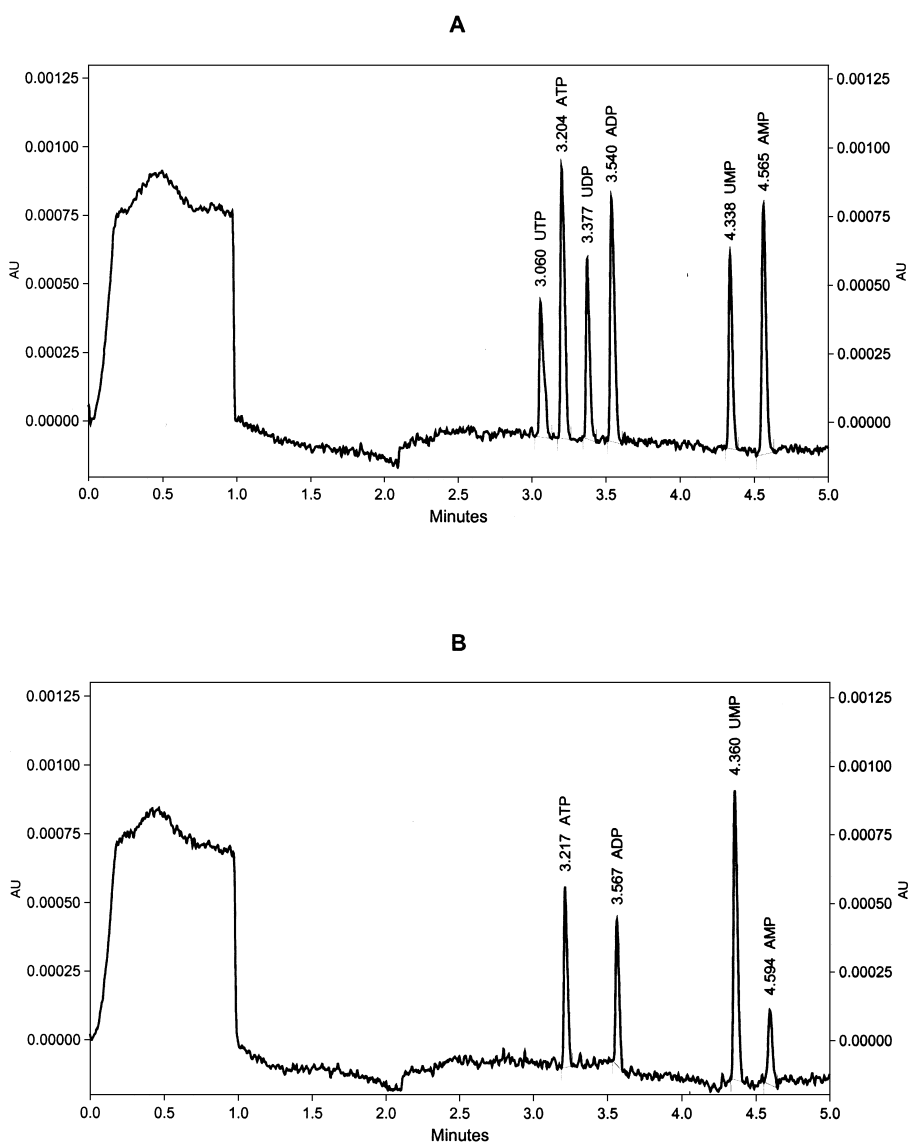 A
0.00125
0.00100
0.00075
0.00050
0.00025
0.00000
AU
0.00125
0.00100
0.00075
0.00050
0.00025
0.00000
AU
3.060 UTP
3.204 ATP
3.377 UDP
3.540 ADP
4.338 UMP
4.565 AMP
0.0 0.5 1.0 1.5 2.0 2.5 3.0 3.5 4.0 4.5 5.0
Minutes
B
0.00125
0.00100
0.00075
0.00050
0.00025
0.00000
AU
0.00125
0.00100
0.00075
0.00050
0.00025
0.00000
AU
3.217 ATP
3.567 ADP
4.360 UMP
4.594 AMP
0.0 0.5 1.0 1.5 2.0 2.5 3.0 3.5 4.0 4.5 5.0
Minutes